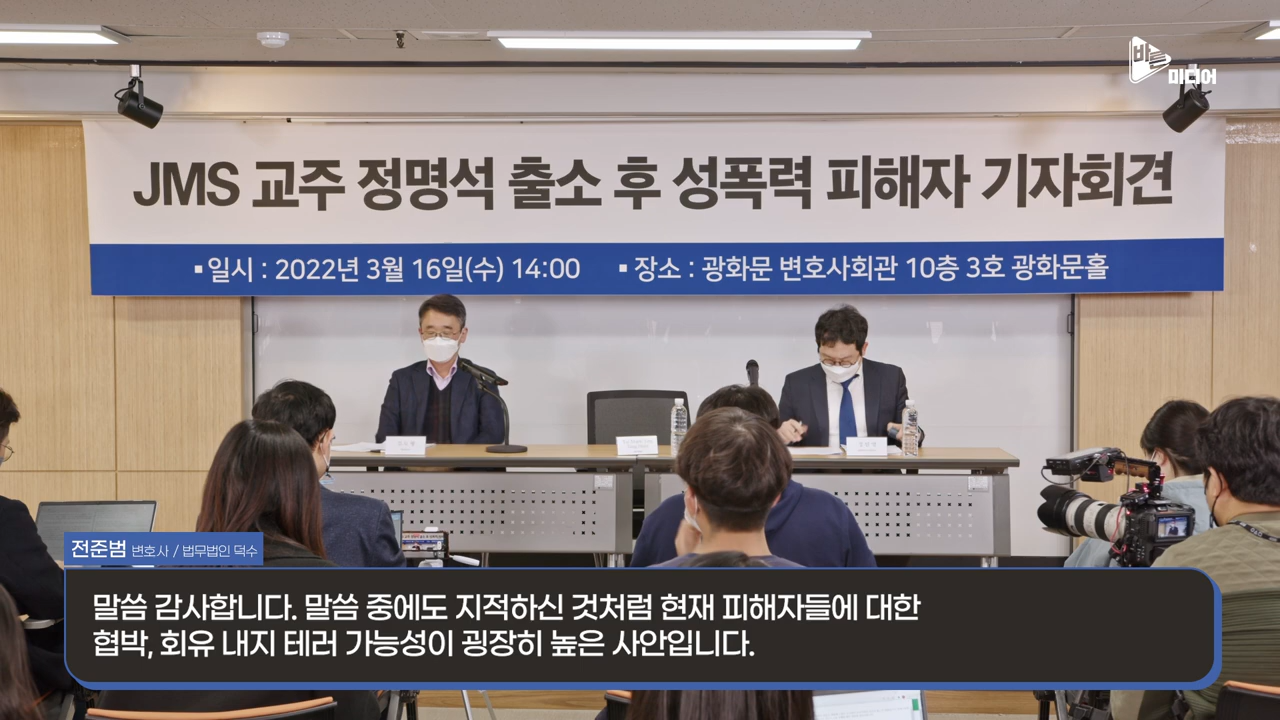 바른
미디어
JMS 교주 정명석 출소 후 성폭력 피해자 기자회견
▪일시 : 2022년 3월 16일(수) 14:00 ▪장소 : 광화문 변호사회관 10층 3호 광화문홀
전준범 변호사 / 법무법인 덕수
말씀 감사합니다. 말씀 중에도 지적하신 것처럼 현재 피해자들에 대한
협박, 회유 내지 테러 가능성이 굉장히 높은 사안입니다.